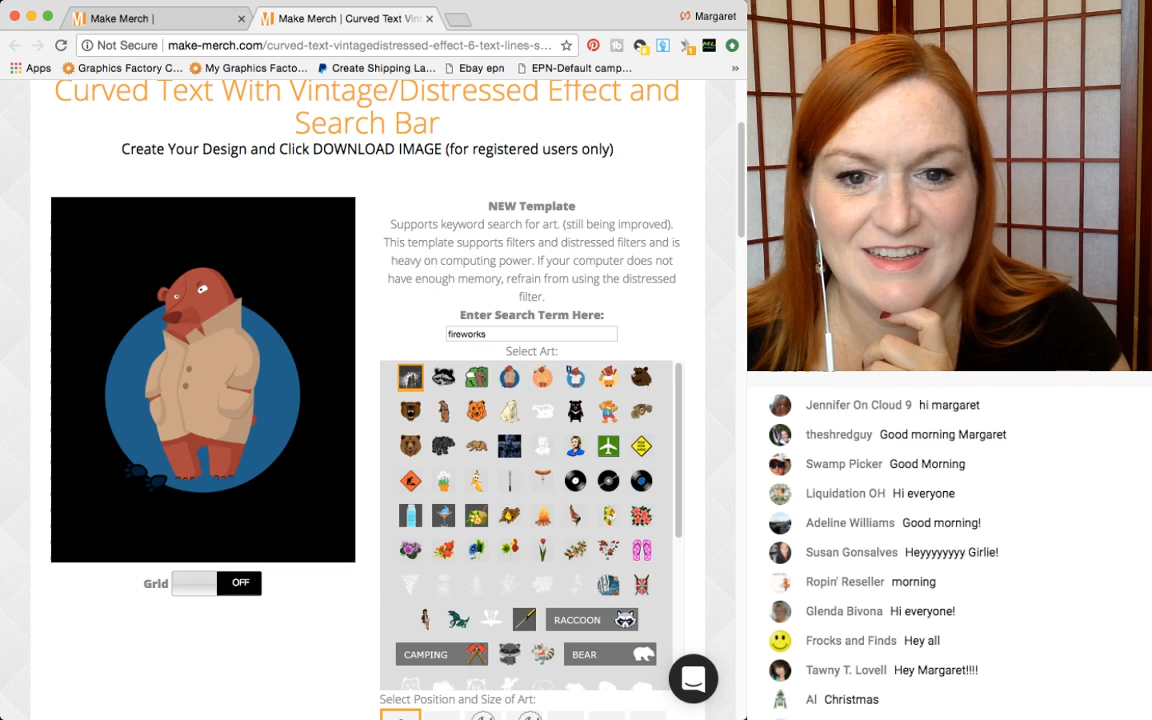 Make Merch |
Make Merch | Curved Text Vin
Margaret
Not Secure | make-merch.com/curved-text-vintagedistressed-effect-6-text-lines-s...
Apps
Graphics Factory C...
My Graphics Facto...
Create Shipping La...
Ebay epn
EPN-Default camp...
»
Curved Text With Vintage/Distressed Effect and
Search Bar
Create Your Design and Click DOWNLOAD IMAGE (for registered users only)
NEW Template
Supports keyword search for art. (still being improved).
This template supports filters and distressed filters and is
heavy on computing power. If your computer does not
have enough memory, refrain from using the distressed
filter.
Enter Search Term Here:
fireworks
Select Art:
RACCOON
CAMPING
BEAR
Grid
OFF
Select Position and Size of Art:
Jennifer On Cloud 9 hi margaret
theshredguy Good morning Margaret
Swamp Picker Good Morning
Liquidation OH Hi everyone
Adeline Williams Good morning!
Susan Gonsalves Heyyyyyyy Girlie!
Ropin' Reseller morning
Glenda Bivona Hi everyone!
Frocks and Finds Hey all
Tawny T. Lovell Hey Margaret!!!!
Al Christmas